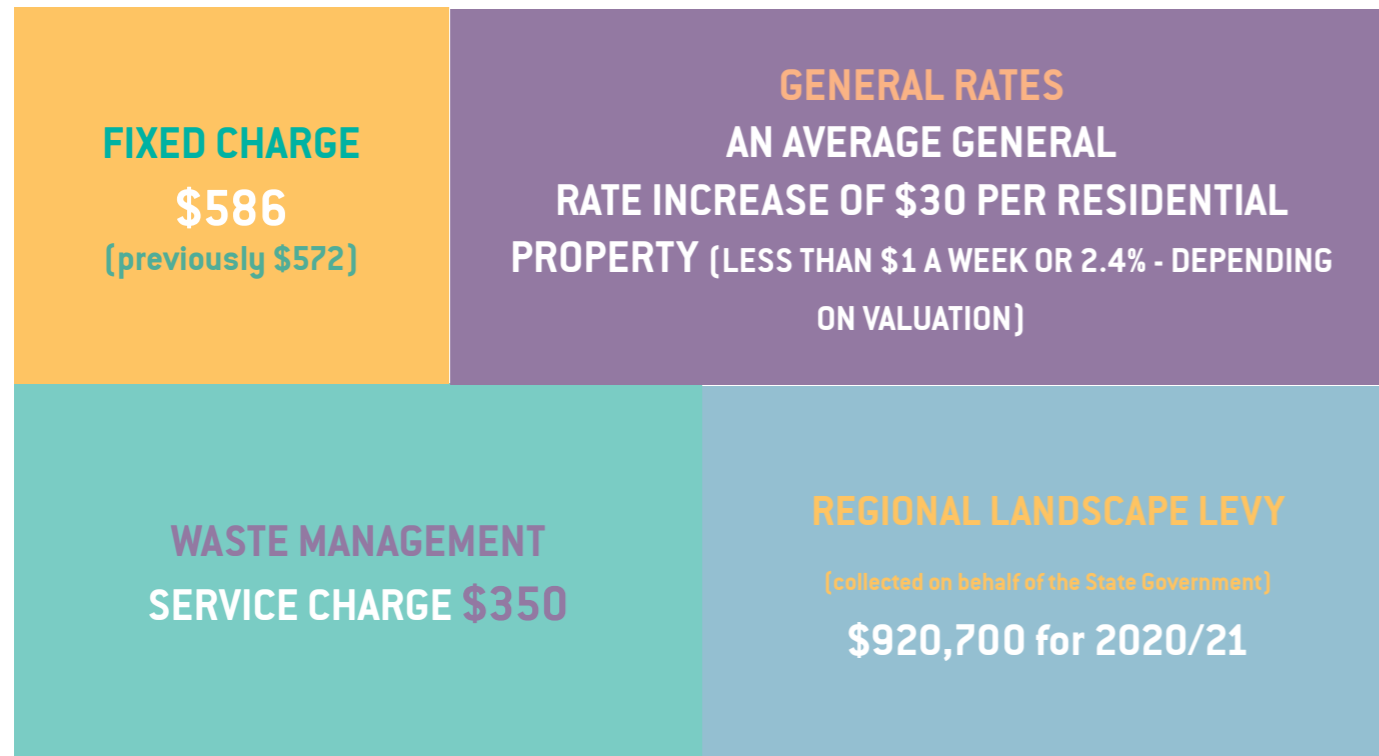 FIXED CHARGE
$586
(previously $572)
GENERAL RATES
AN AVERAGE GENERAL
RATE INCREASE OF $30 PER RESIDENTIAL
PROPERTY (LESS THAN $1 A WEEK OR 2.4% - DEPENDING
ON VALUATION)
WASTE MANAGEMENT
SERVICE CHARGE $350
REGIONAL LANDSCAPE LEVY
(collected on behalf of the State Government)
$920,700 for 2020/21